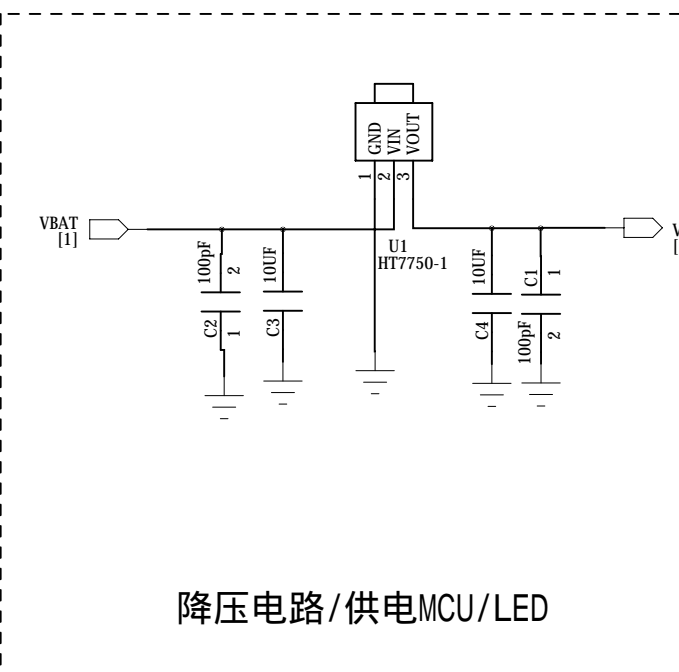 GND
VIN
VOUT
1
2
3
VBAT
[1]
U1
HT7750-1
100pF
2
C2
1
10UF
C3
10UF
C4
C1
1
100pF
2
降压电路/供电MCU/LED